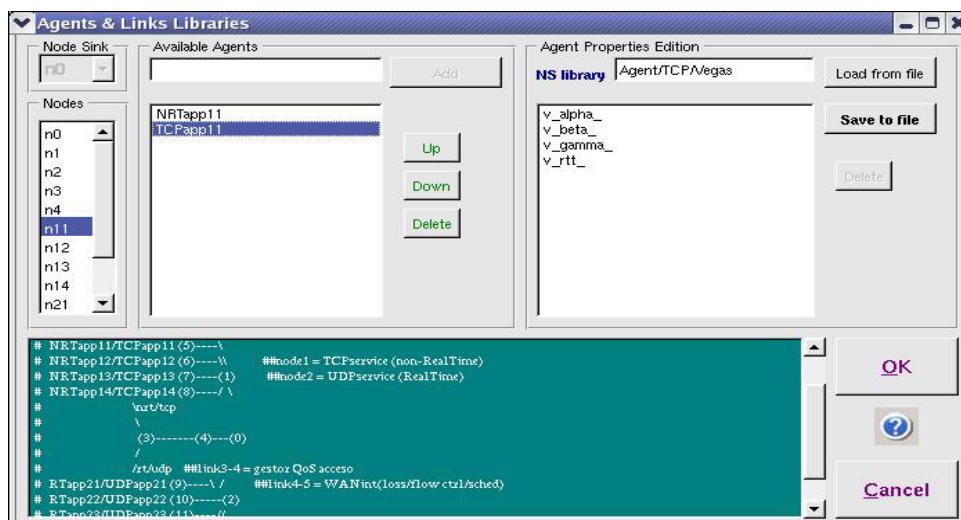 Agents & Links Libraries
Node Sink
n0
Nodes
n0
n1
n2
n3
n4
n11
n12
n13
n14
n21
Available Agents
Add
NRTapp11
TCPapp11
Up
Down
Delete
Agent Properties Edition
NS library Agent/TCP/Vegas
v_alpha_
v_beta_
v_gamma_
v_rtt_
Load from file
Save to file
Delete
# NRTapp11/TCPapp11 (5)----\
# NRTapp12/TCPapp12 (6)----\\ ##node1 = TCPservice (non-RealTime)
# NRTapp13/TCPapp13 (7)----(1) ##node2 = UDPservice (RealTime)
# NRTapp14/TCPapp14 (8)----/ \
# \nrt/tcp
# \
# (3)-------(4)---(0)
# /
# /rt/udp ##link3-4 = gestor QoS acceso
# RTapp21/UDPapp21 (9)----\ / ##link4-5 = WANint(loss/flow ctrl/sched)
# RTapp22/UDPapp22 (10)-----(2)
# RTapp23/UDPapp23 (11)----//
OK
?
Cancel